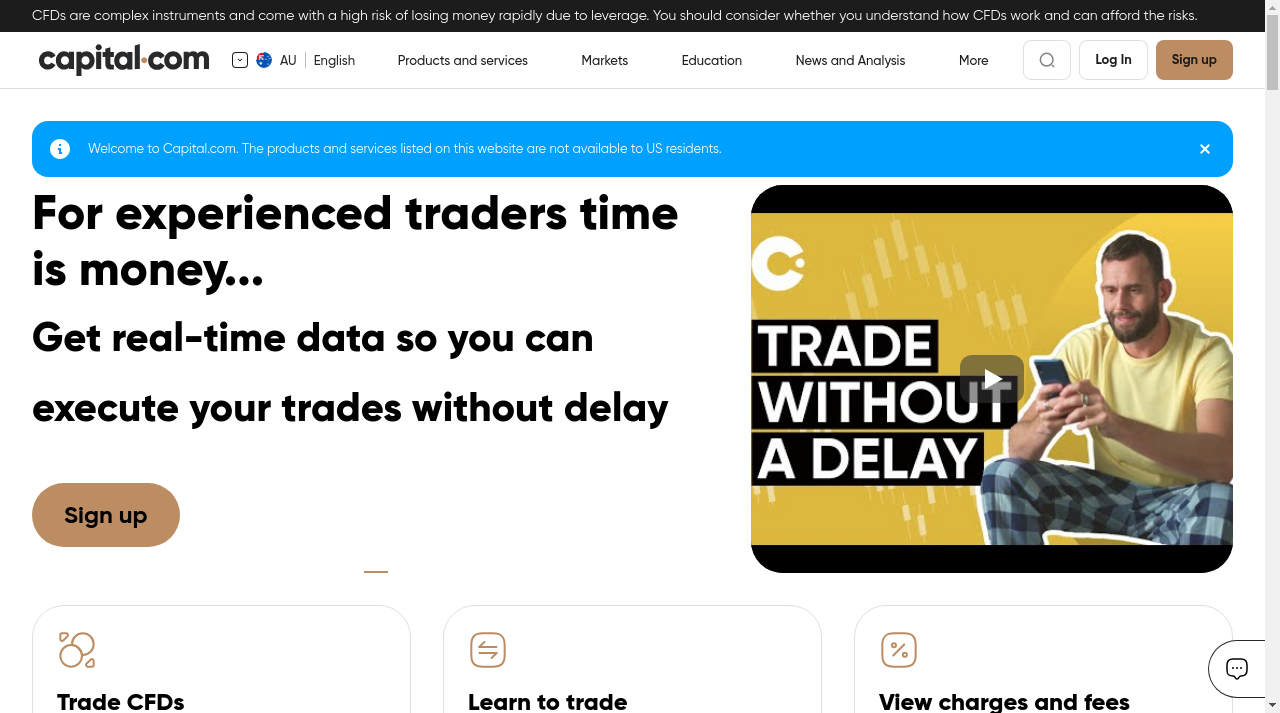 CFDs are complex instruments and come with a high risk of losing money rapidly due to leverage. You should consider whether you understand how CFDs work and can afford the risks.
capital.com
AU
English
Products and services
Markets
Education
News and Analysis
More
Log In
Sign up
Welcome to Capital.com. The products and services listed on this website are not available to US residents.
For experienced traders time
is money...
Get real-time data so you can
execute your trades without delay
Sign up
TRADE
WITHOUT
A DELAY
Trade CFDs
Learn to trade
View charges and fees